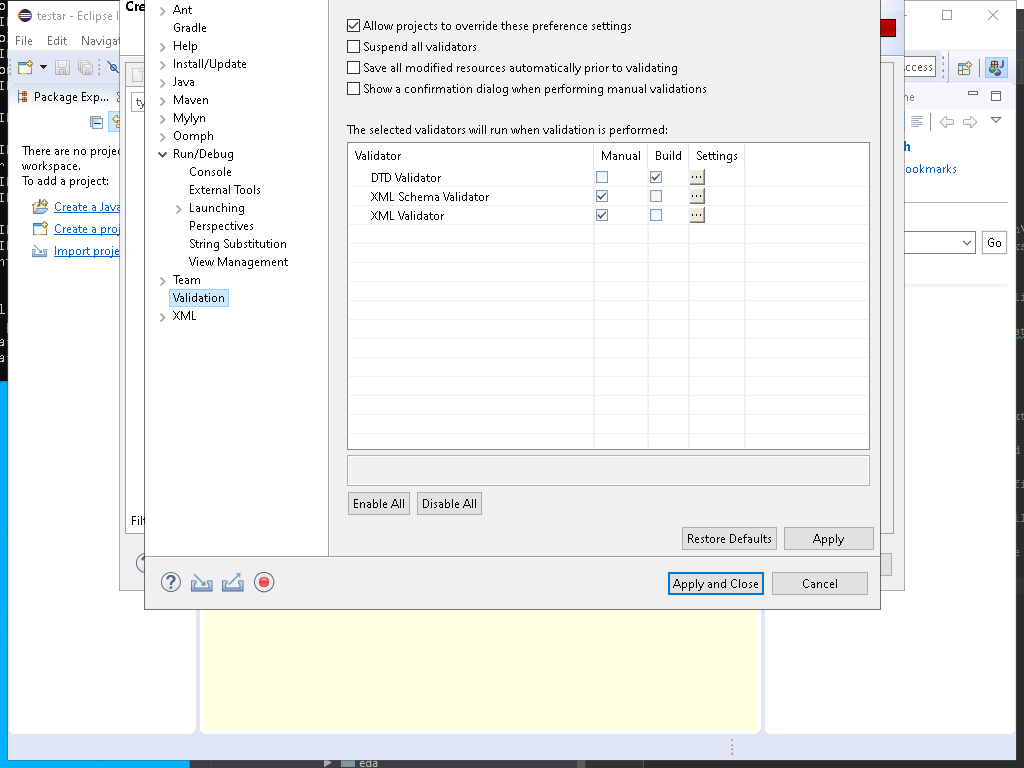 testar - Eclipse I
Cre
File Edit Navigat
Package Exp...
There are no projec
workspace.
To add a project:
Create a Java
Create a proj
Import proje
ty
Filt
Ant
Gradle
Help
Install/Update
Java
Maven
Mylyn
Oomph
Run/Debug
Console
External Tools
Launching
Perspectives
String Substitution
View Management
Team
Validation
XML
Allow projects to override these preference settings
Suspend all validators
Save all modified resources automatically prior to validating
Show a confirmation dialog when performing manual validations
The selected validators will run when validation is performed:
Validator Manual Build Settings
DTD Validator ...
XML Schema Validator ...
XML Validator ...
Enable All Disable All
Restore Defaults Apply
Apply and Close Cancel
ccess
ne
h
ookmarks
Go
eda